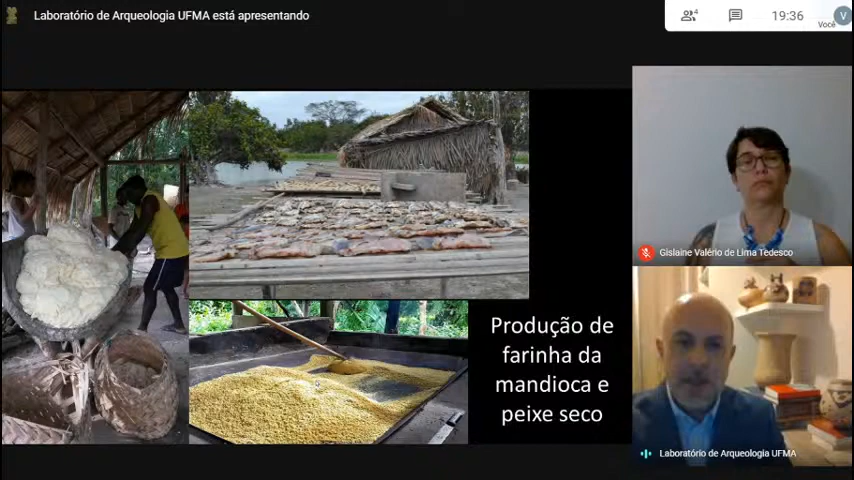 Laboratório de Arqueologia UFMA está apresentando
4
19:36
V
Você
Gislaine Valério de Lima Tedesco
Produção de
farinha da
mandioca e
peixe seco
Laboratório de Arqueologia UFMA